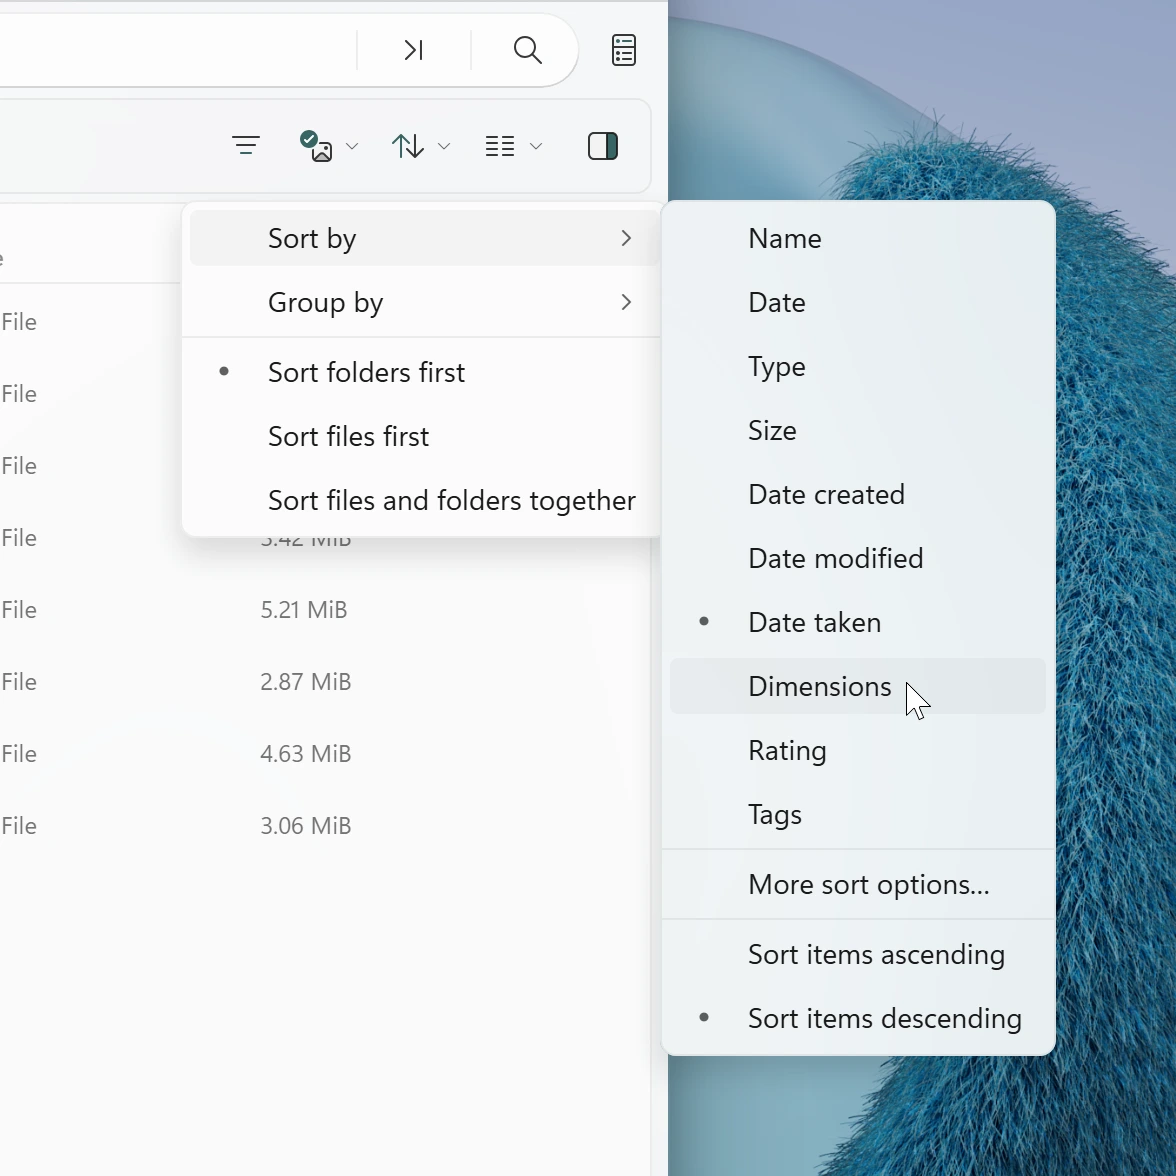 Sort by
Group by
Sort folders first
Sort files first
Sort files and folders together
Name
Date
Type
Size
Date created
Date modified
Date taken
Dimensions
Rating
Tags
More sort options...
Sort items ascending
Sort items descending
File
File
File
File 3.42 MiB
File 5.21 MiB
File 2.87 MiB
File 4.63 MiB
File 3.06 MiB